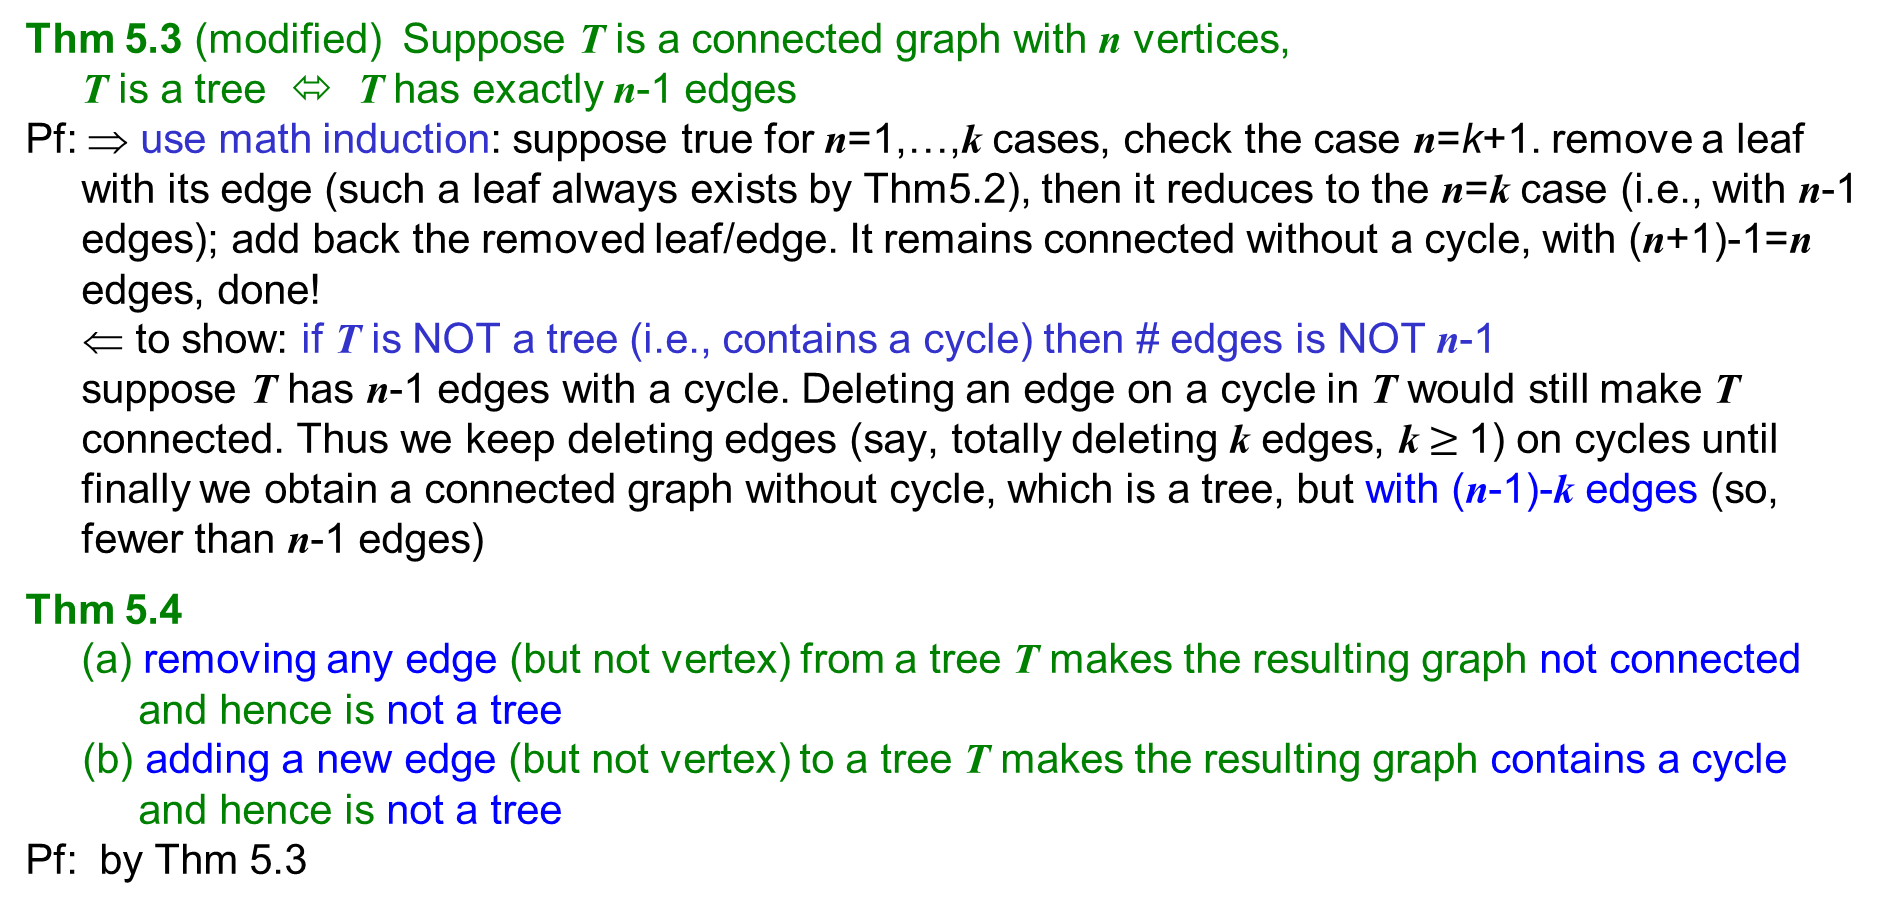 Thm 5.3 (modified) Suppose T is a connected graph with n vertices,
T is a tree ⇔ T has exactly n-1 edges
Pf: ⇒ use math induction: suppose true for n=1,…,k cases, check the case n=k+1. remove a leaf
with its edge (such a leaf always exists by Thm5.2), then it reduces to the n=k case (i.e., with n-1
edges); add back the removed leaf/edge. It remains connected without a cycle, with (n+1)-1=n
edges, done!
⇐ to show: if T is NOT a tree (i.e., contains a cycle) then # edges is NOT n-1
suppose T has n-1 edges with a cycle. Deleting an edge on a cycle in T would still make T
connected. Thus we keep deleting edges (say, totally deleting k edges, k ≥ 1) on cycles until
finally we obtain a connected graph without cycle, which is a tree, but with (n-1)-k edges (so,
fewer than n-1 edges)
Thm 5.4
(a) removing any edge (but not vertex) from a tree T makes the resulting graph not connected
and hence is not a tree
(b) adding a new edge (but not vertex) to a tree T makes the resulting graph contains a cycle
and hence is not a tree
Pf: by Thm 5.3